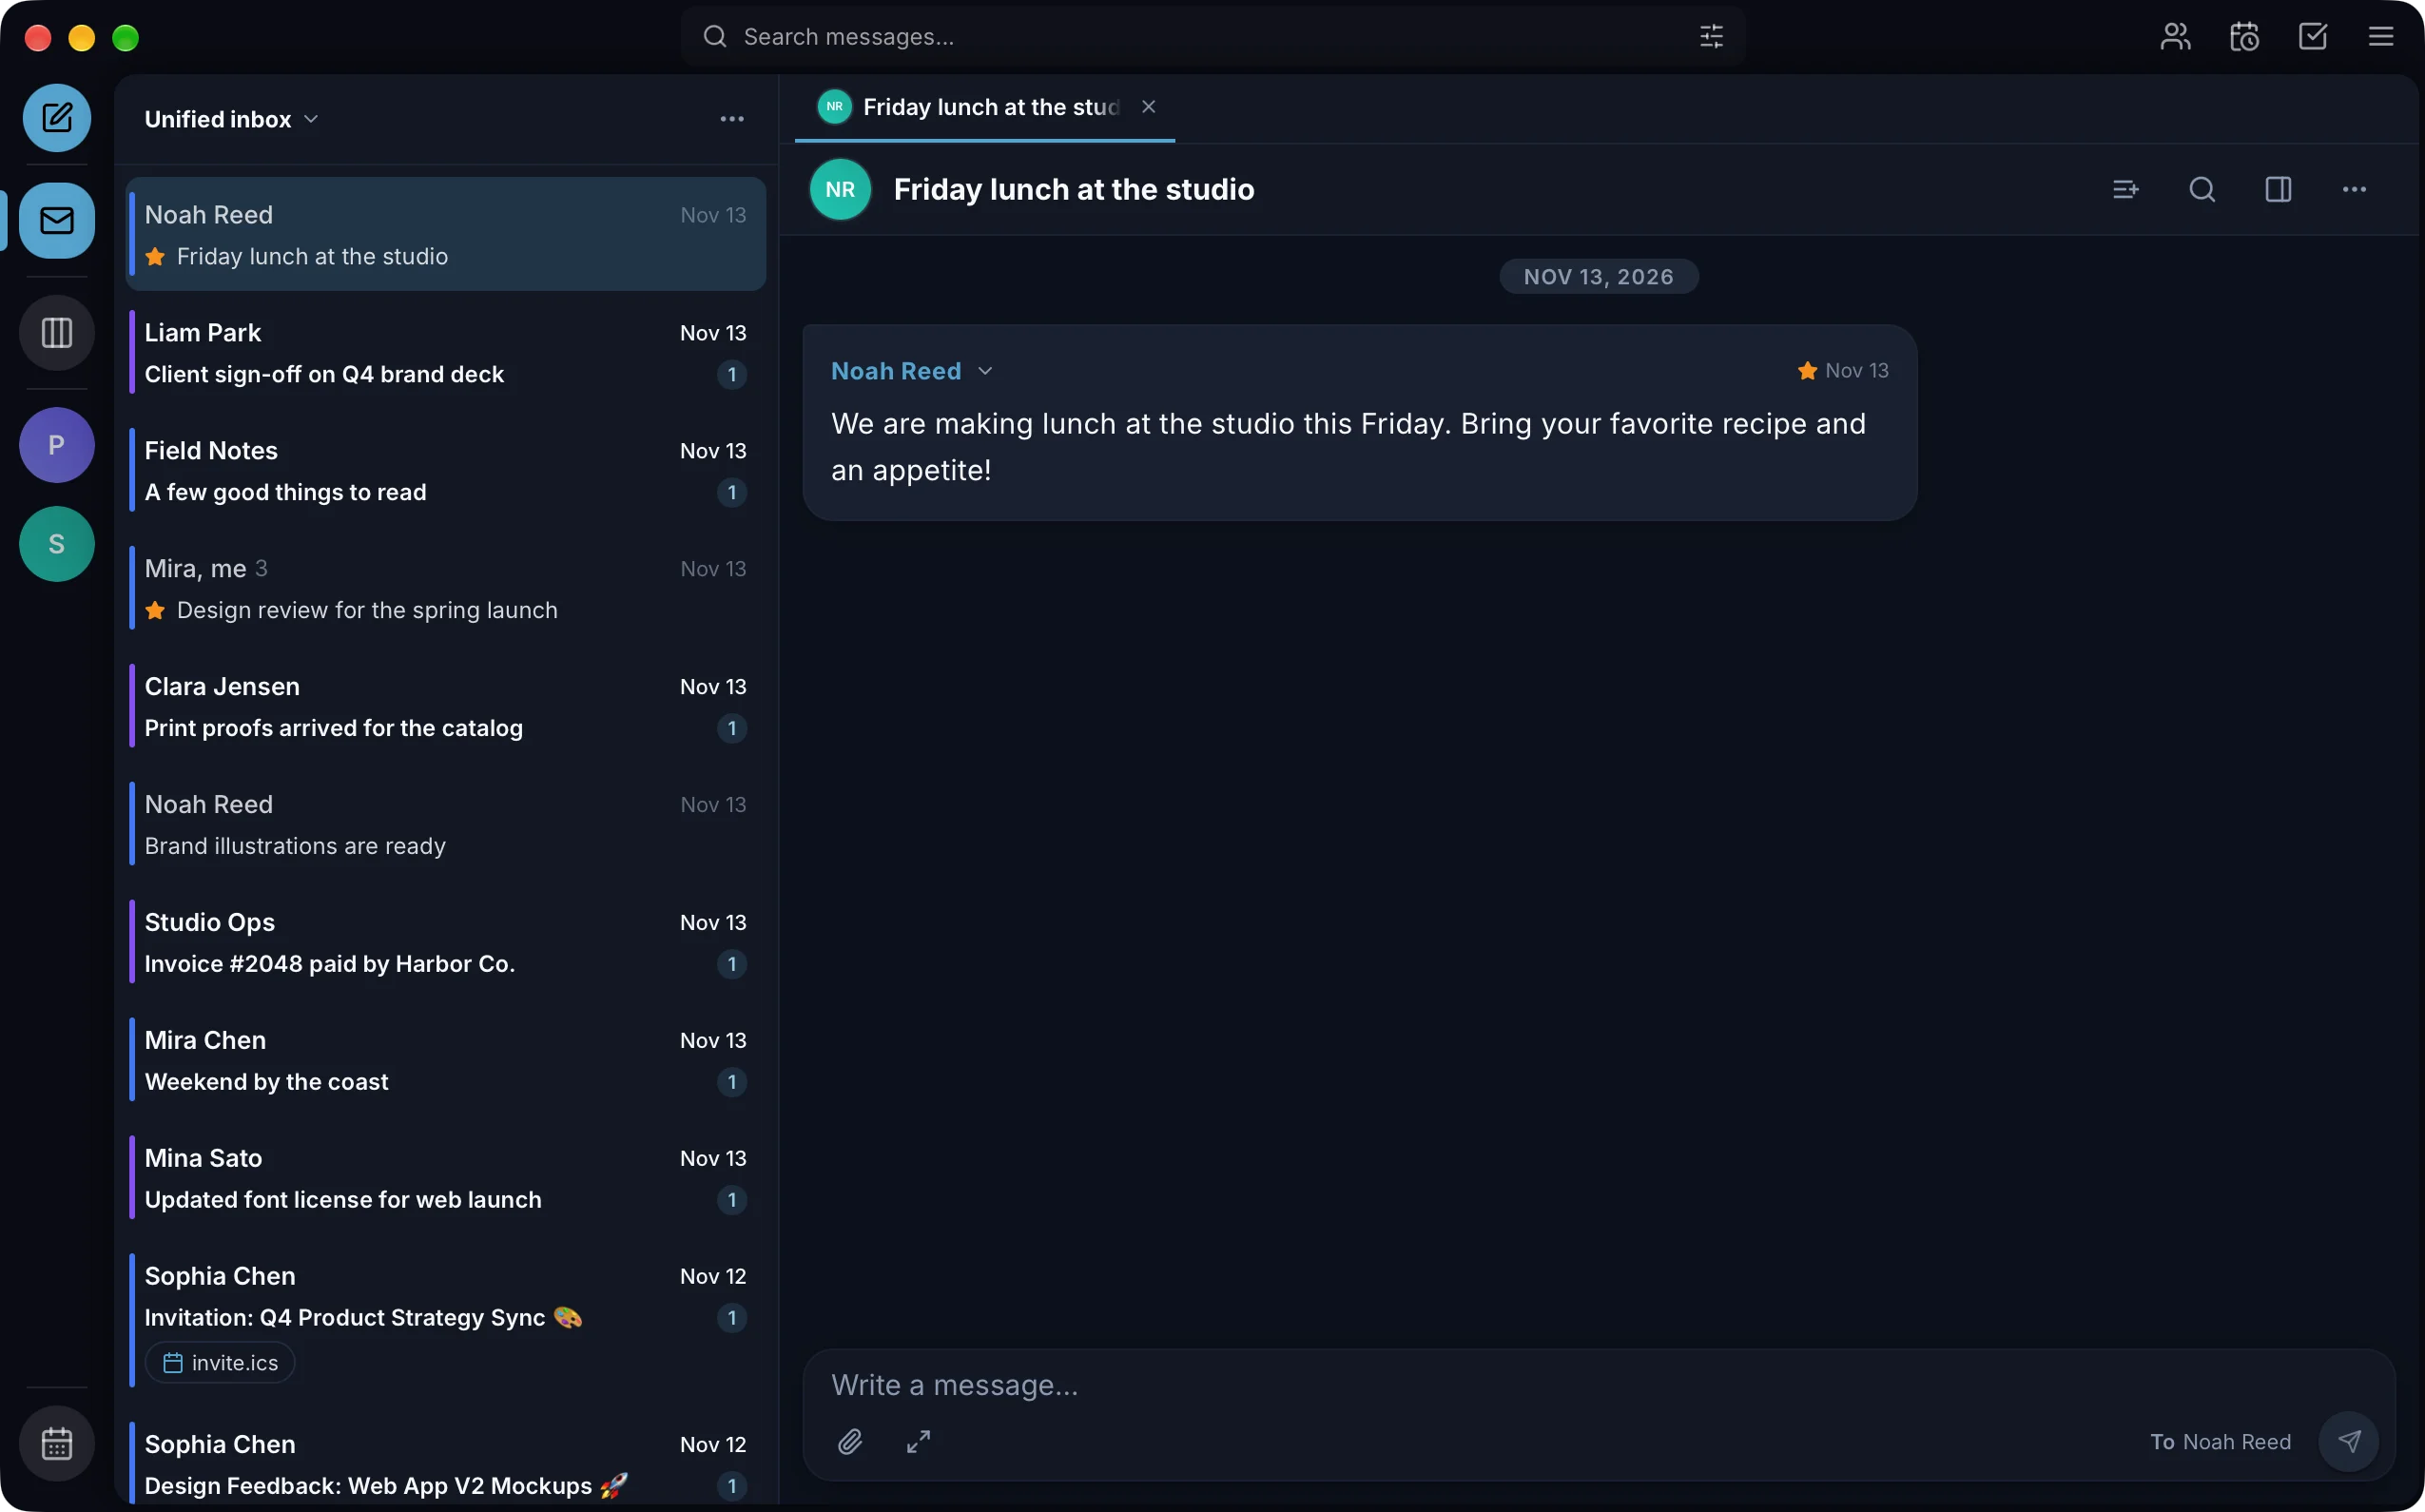 Search messages...
Unified inbox
Noah Reed Nov 13
Friday lunch at the studio
Liam Park Nov 13
Client sign-off on Q4 brand deck 1
Field Notes Nov 13
A few good things to read 1
Mira, me 3 Nov 13
Design review for the spring launch
Clara Jensen Nov 13
Print proofs arrived for the catalog 1
Noah Reed Nov 13
Brand illustrations are ready
Studio Ops Nov 13
Invoice #2048 paid by Harbor Co. 1
Mira Chen Nov 13
Weekend by the coast 1
Mina Sato Nov 13
Updated font license for web launch 1
Sophia Chen Nov 12
Invitation: Q4 Product Strategy Sync 🎨 1
invite.ics
Sophia Chen Nov 12
Design Feedback: Web App V2 Mockups 🚀 1
P
S
NR Friday lunch at the stud
NR Friday lunch at the studio
NOV 13, 2026
Noah Reed Nov 13
We are making lunch at the studio this Friday. Bring your favorite recipe and
an appetite!
Write a message...
To Noah Reed